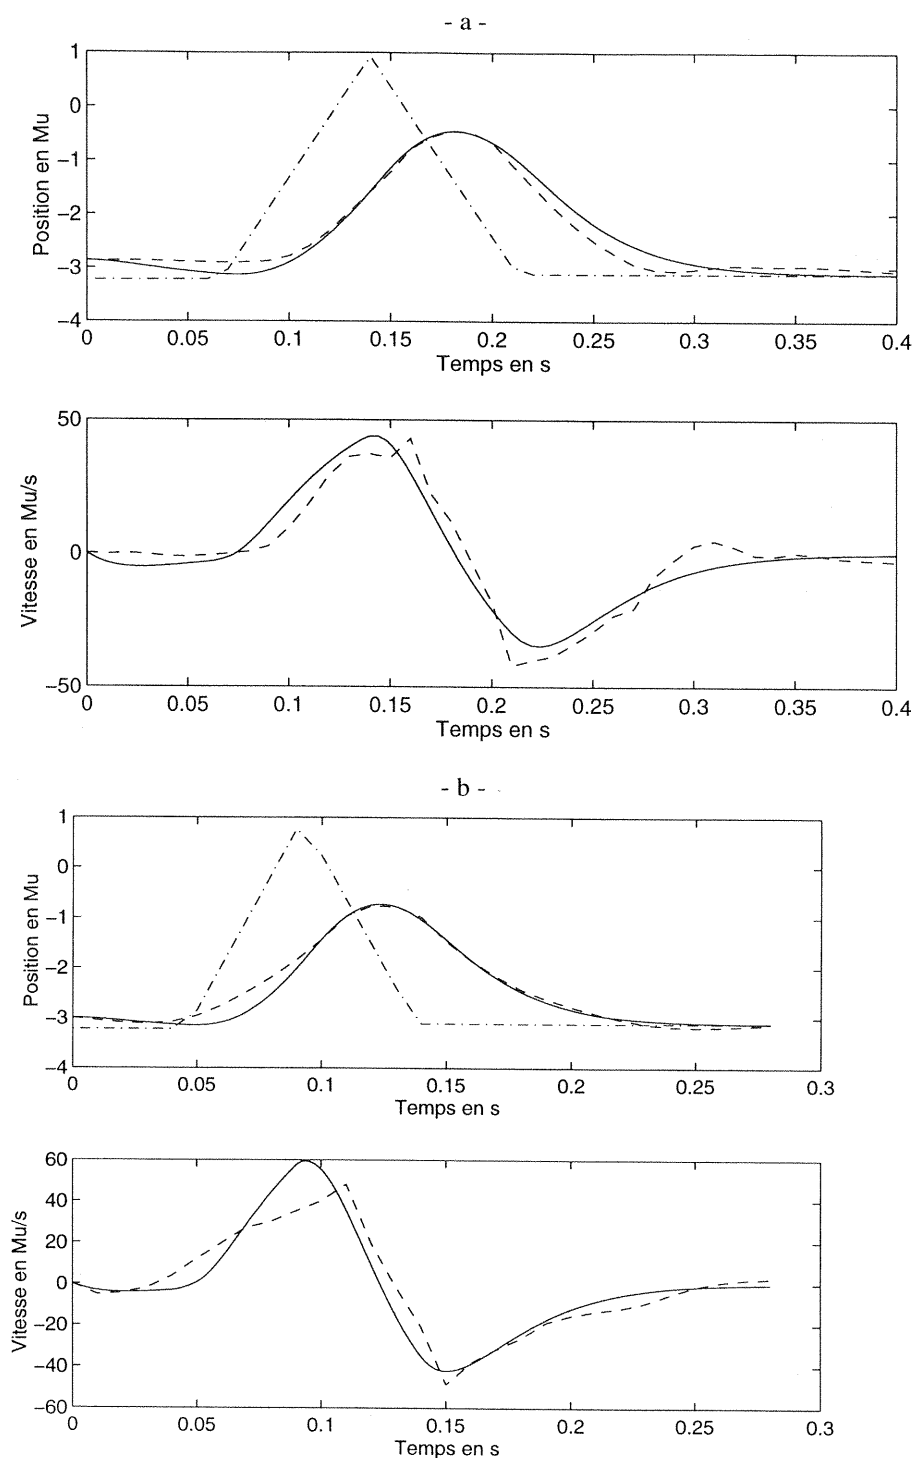 - a -
1
0
−1
−2
−3
−4
Position en Mu
0 0.05 0.1 0.15 0.2 0.25 0.3 0.35 0.4
Temps en s
50
0
−50
Vitesse en Mu/s
0 0.05 0.1 0.15 0.2 0.25 0.3 0.35 0.4
Temps en s
- b -
1
0
−1
−2
−3
−4
Position en Mu
0 0.05 0.1 0.15 0.2 0.25 0.3
Temps en s
60
40
20
0
−20
−40
−60
Vitesse en Mu/s
0 0.05 0.1 0.15 0.2 0.25 0.3
Temps en s